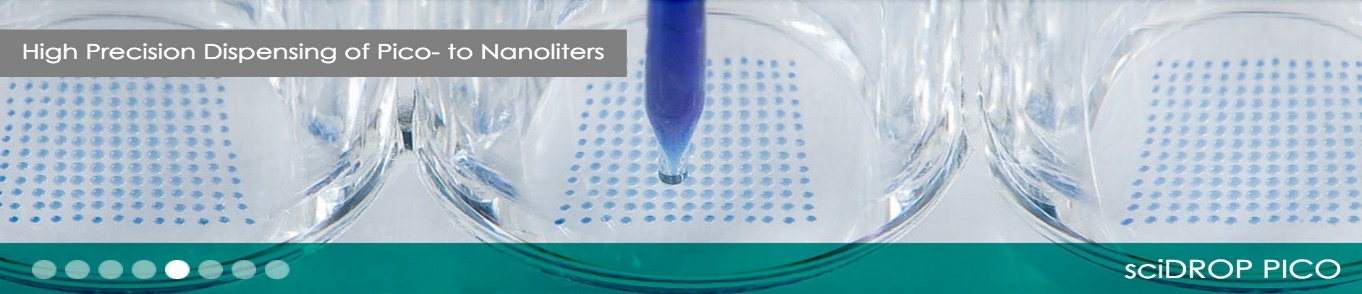 High Precision Dispensing of Pico- to Nanoliters
sciDROP PICO